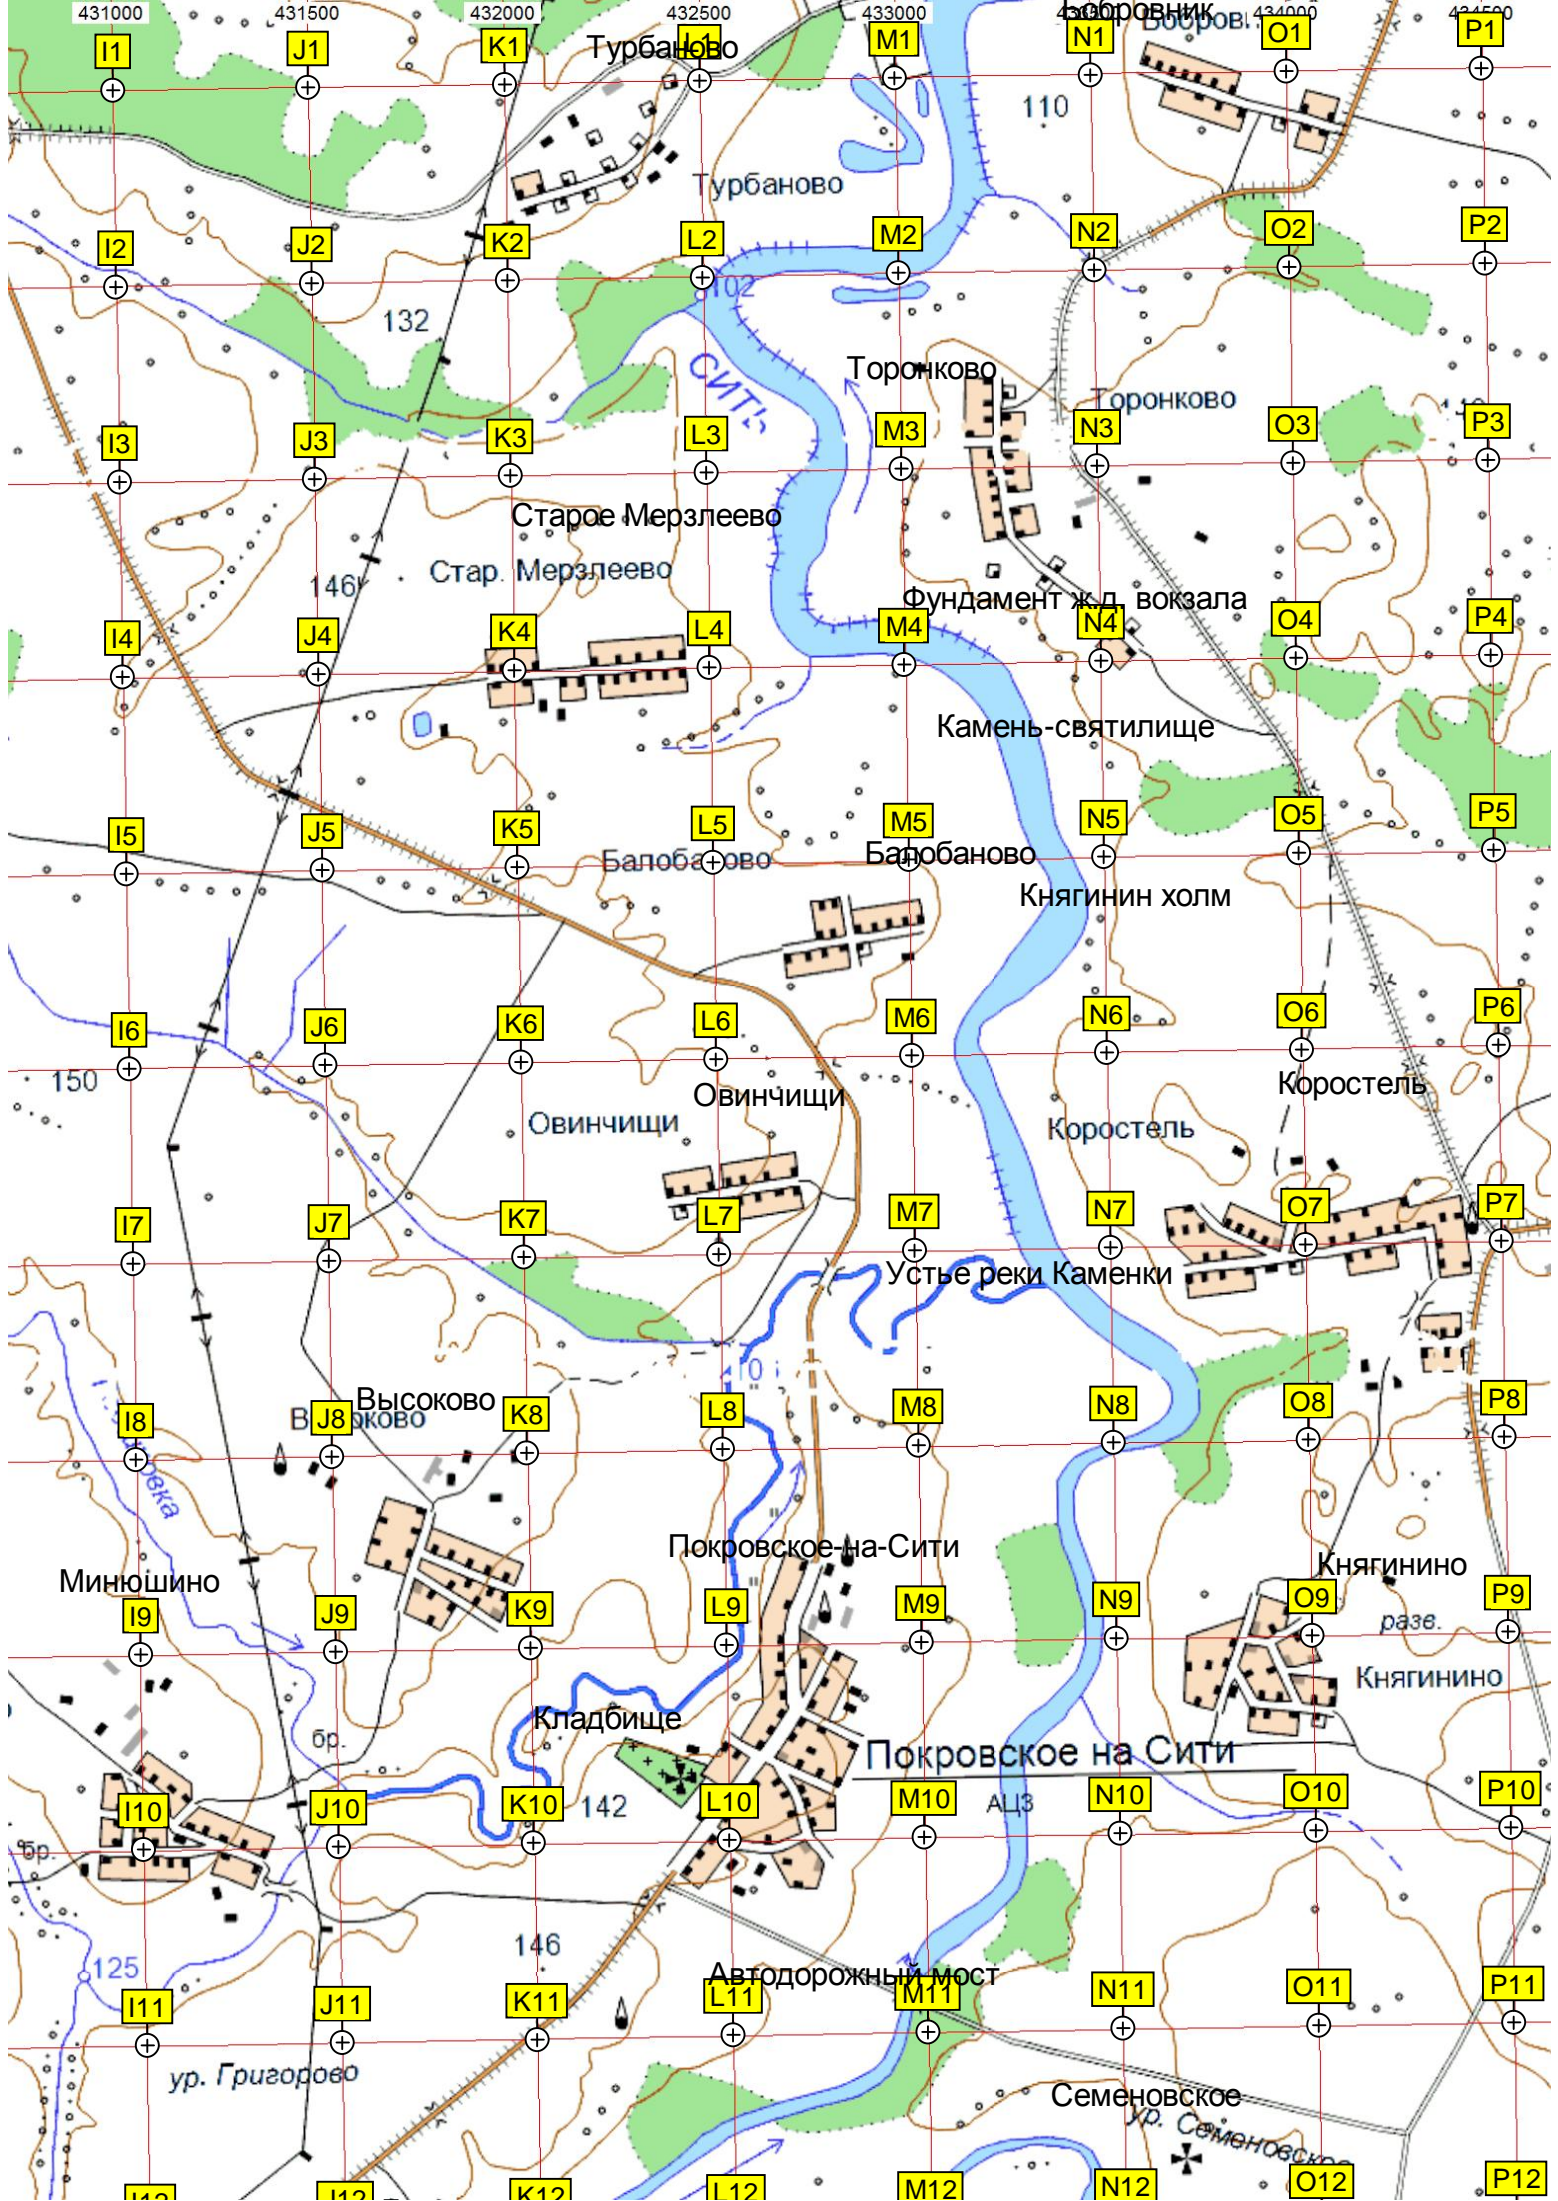 431000 431500 432000 432500 433000 434000 434500
Бобровник
I1 J1 K1 L1 M1 N1 O1 P1
Турбаново
110
Турбаново
I2 J2 K2 L2 M2 N2 O2 P2
102
132
СИТЬ
Торонково
Торонково
I3 J3 K3 L3 M3 N3 O3 P3
Старое Мерзлеево
Стар. Мерзлеево
146
Фундамент ж.д. вокзала
I4 J4 K4 L4 M4 N4 O4 P4
Камень-святилище
I5 J5 K5 L5 M5 N5 O5 P5
Балобаново
Балобаново
Княгинин холм
I6 J6 K6 L6 M6 N6 O6 P6
150
Коростель
Овинчищи
Овинчищи
Коростель
I7 J7 K7 L7 M7 N7 O7 P7
Устье реки Каменки
Высоково
I8 J8 K8 L8 M8 N8 O8 P8
Покровское-на-Сити
Княгинино
Минюшино
I9 J9 K9 L9 M9 N9 O9 P9
разв.
Княгинино
Кладбище
бр.
Покровское на Сити
I10 J10 K10 L10 M10 N10 O10 P10
142
АЦЗ
бр.
146
125
Автодорожный мост
I11 J11 K11 L11 M11 N11 O11 P11
ур. Григорово
Семеновское
ур. Семеновское
I12 J12 K12 L12 M12 N12 O12 P12